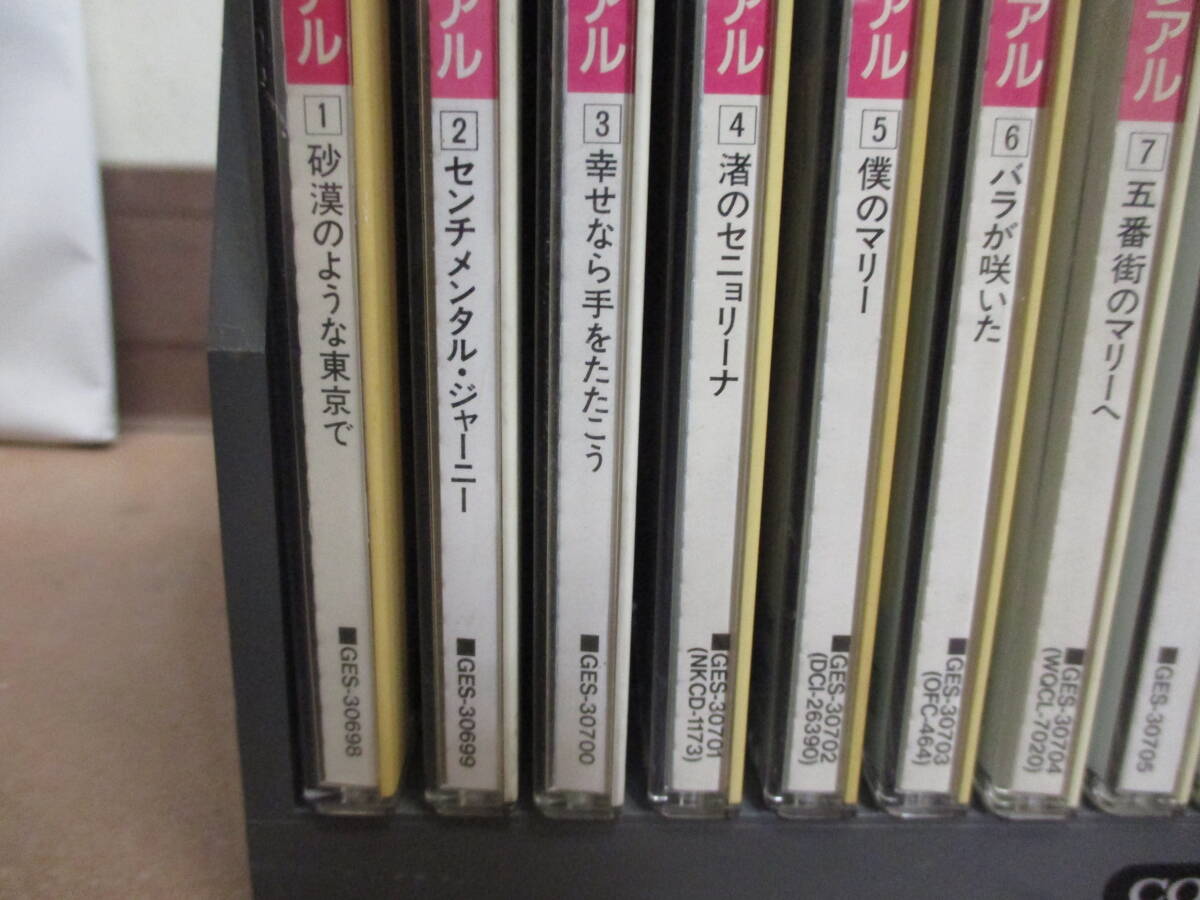 アル
1 砂漠のような東京で
■GES-30698
アル
2 センチメンタル・ジャーニー
■GES-30699
アル
3 幸せなら手をたたこう
■GES-30700
アル
4 渚のセニョリーナ
■GES-30701
(NKCD-1173)
アル
5 僕のマリー
■GES-30702
(DCI-26390)
アル
6 バラが咲いた
■GES-30703
(OFC-464)
アル
7 五番街のマリーへ
■GES-30704
(WQCL-7020)
■GES-30705
CO